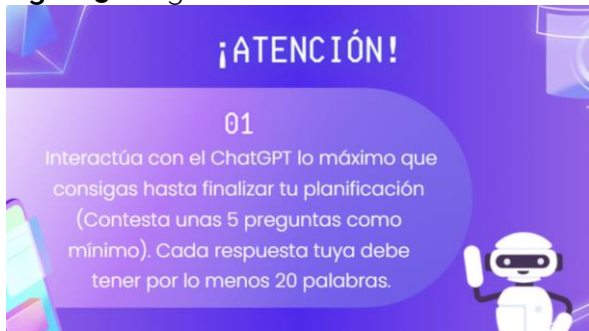 ¡ATENCIÓN!
01
Interactúa con el ChatGPT lo máximo que
consigas hasta finalizar tu planificación
(Contesta unas 5 preguntas como
mínimo). Cada respuesta tuya debe
tener por lo menos 20 palabras.